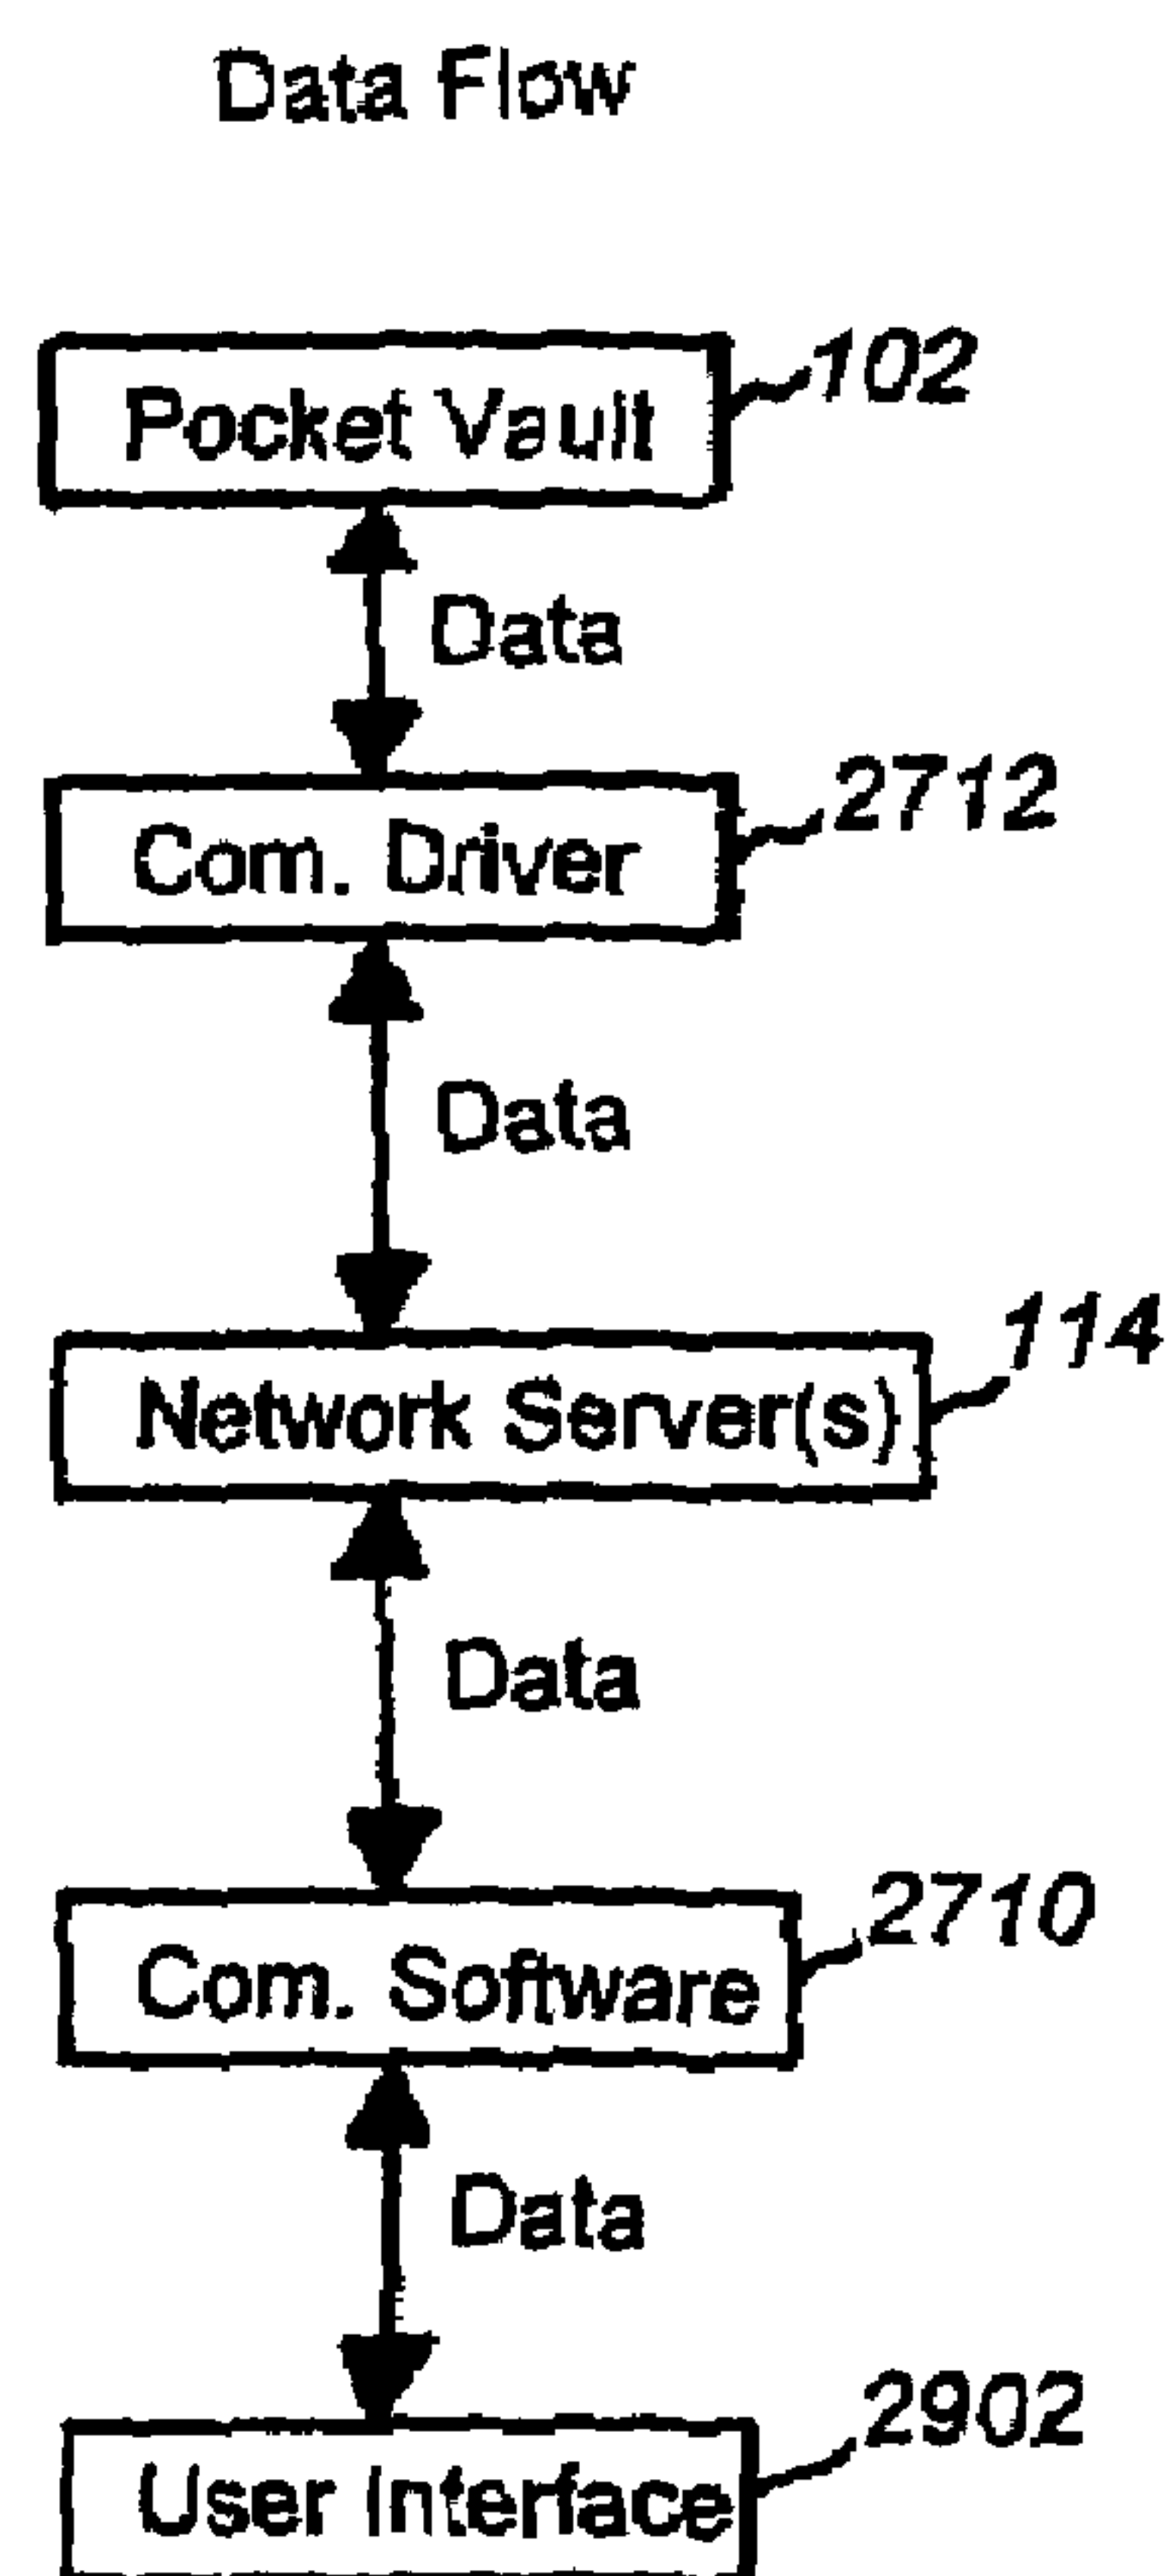 Data Flow
Pocket Vault
102
Data
Com. Driver
2712
Data
Network Server(s)
114
Data
Com. Software
2710
Data
User Interface
2902